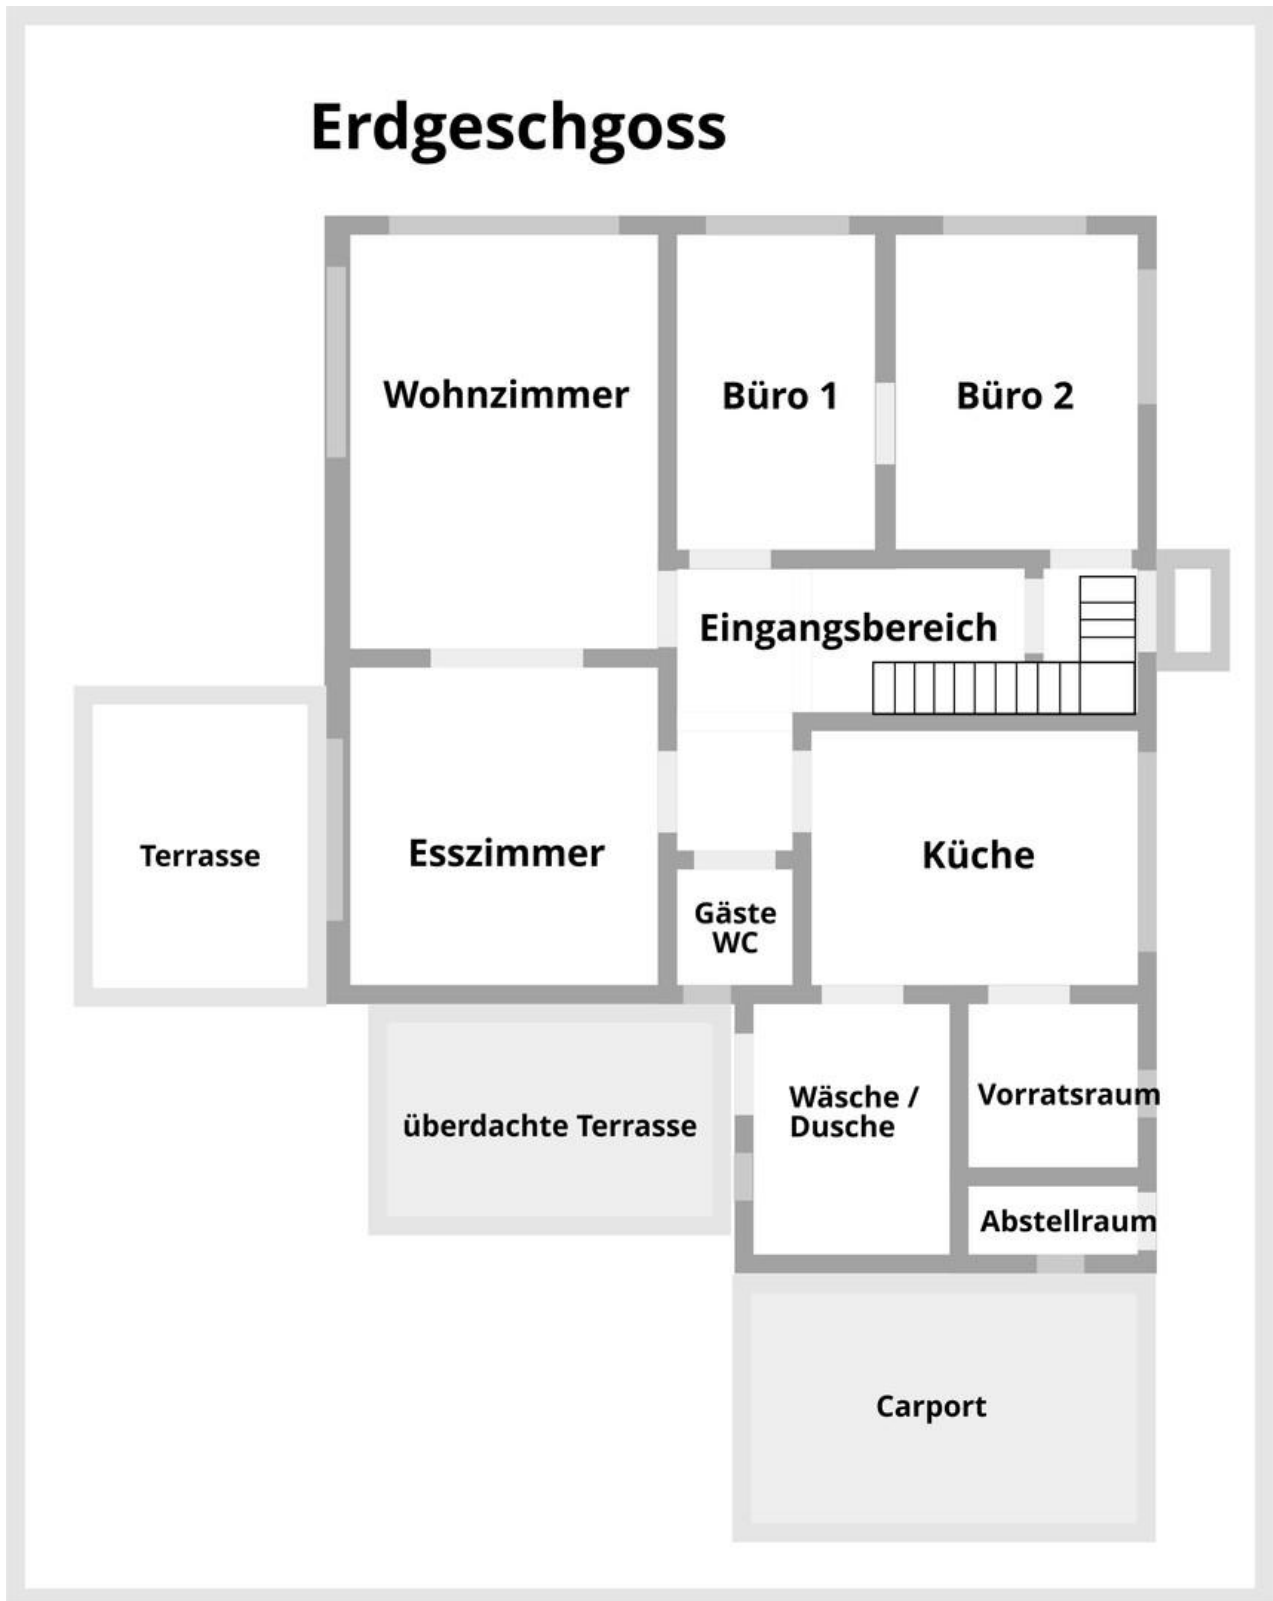 Erdgeschgoss
Wohnzimmer
Büro 1
Büro 2
Eingangsbereich
Terrasse
Esszimmer
Küche
Gäste
WC
überdachte Terrasse
Wäsche /
Dusche
Vorratsraum
Abstellraum
Carport